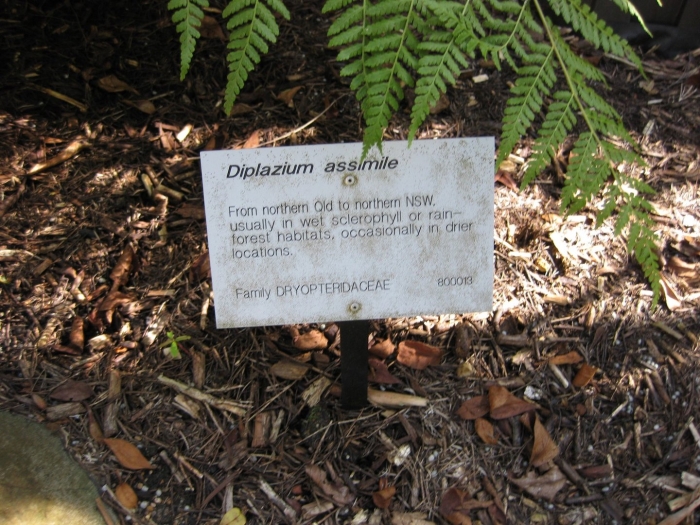 Diplazium assimile
From northern Qld to northern NSW,
usually in wet sclerophyll or rain-
forest habitats, occasionally in drier
locations.
Family DRYOPTERIDACEAE 800013